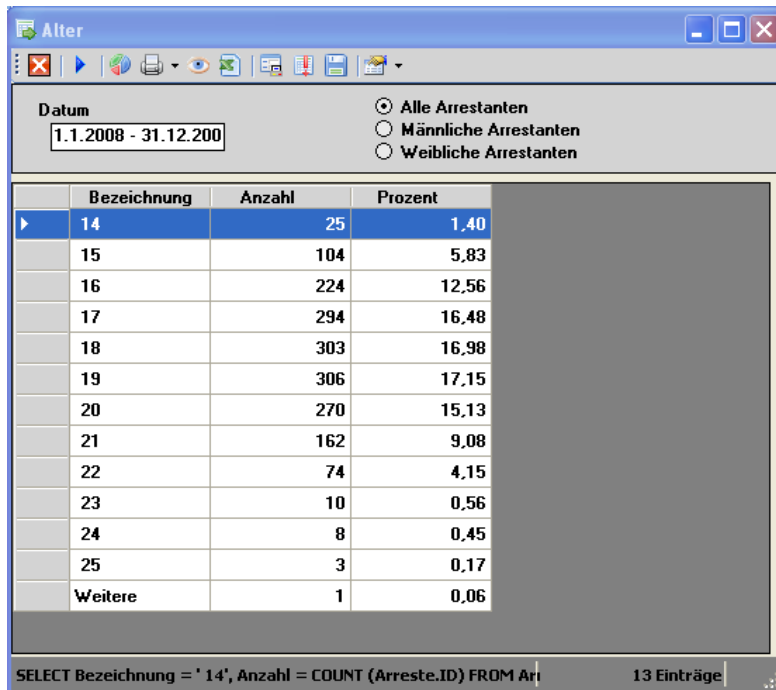 Alter
Datum
1.1.2008 - 31.12.200
Alle Arrestanten
Männliche Arrestanten
Weibliche Arrestanten
Bezeichnung Anzahl Prozent
14 25 1,40
15 104 5,83
16 224 12,56
17 294 16,48
18 303 16,98
19 306 17,15
20 270 15,13
21 162 9,08
22 74 4,15
23 10 0,56
24 8 0,45
25 3 0,17
Weitere 1 0,06
SELECT Bezeichnung = ' 14', Anzahl = COUNT (Arreste.ID) FROM 13 Einträge